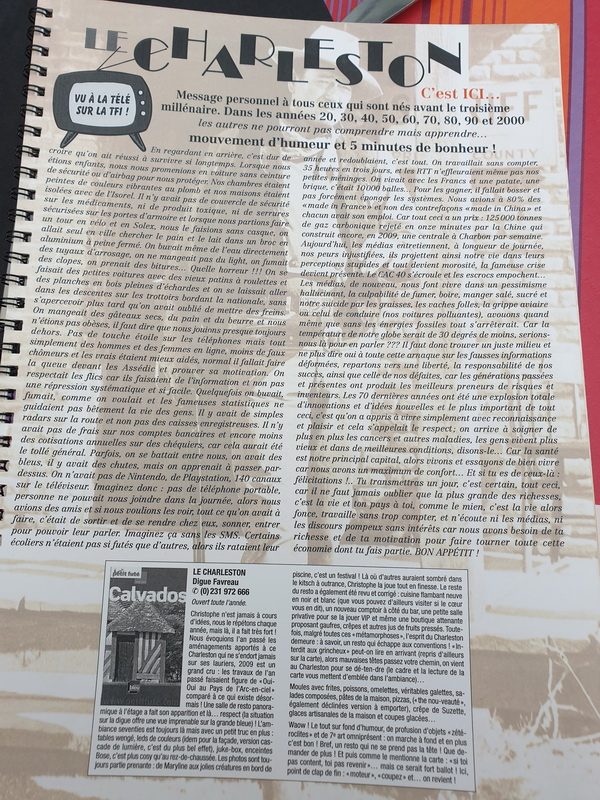 LE CHARLESTON
C'est ICI...
VU À LA TÉLÉ
SUR LA TF1 !
Message personnel à tous ceux qui sont nés avant le troisième
millénaire. Dans les années 20, 30, 40, 50, 60, 70, 80, 90 et 2000
les autres ne pourront pas comprendre mais apprendre...
mouvement d'humeur et 5 minutes de bonheur !
En regardant en arrière, c'est dur de
croire qu'on ait réussi à survivre si longtemps. Lorsque nous
étions enfants, nous nous promenions en voiture sans ceinture
de sécurité ou d'airbag pour nous protéger. Nos chambres étaient
peintes de couleurs vibrantes au plomb et nos maisons étaient
isolées avec de l'Isorel. Il n'y avait pas de couvercle de sécurité
sur les médicaments, ni de produit toxique, ni de serrures
sécurisées sur les portes d'armoire et lorsque nous partions faire
un tour en vélo et en Solex, nous le faisions sans casque, on
allait seul en ville chercher le pain et le lait dans un broc en
aluminium à peine fermé. On buvait même de l'eau directement
des tuyaux d'arrosage, on ne mangeait pas du light, on fumait
des clopes, on prenait des bitures... Quelle horreur !!! On se
faisait des petites voitures avec des vieux patins à roulettes et
des planches en bois pleines d'échardes et on se faisait la course
dans les descentes sur les trottoirs bordant la nationale, sans
s'apercevoir plus tard qu'on avait oublié de mettre des freins.
On mangeait des gâteaux secs, du pain et du beurre et nous
n'étions pas obèses, il faut dire que nous jouions presque toujours
dehors. Pas de touche étoile sur les téléphones mais tout
simplement des hommes et des femmes en ligne, moins de faux
chômeurs et les vrais étaient mieux aidés, normal il fallait faire
la queue devant les Assédic et prouver sa motivation. On
respectait les flics car ils faisaient de l'information et non pas
une répression systématique et si facile. Quelquefois on buvait,
fumait, comme on voulait et les fameuses statistiques ne
guidaient pas bêtement la vie des gens. Il y avait de simples
radars sur la route et non pas des caisses enregistreuses. Il n'y
avait pas de frais sur nos comptes bancaires et encore moins
des cotisations annuelles sur des chéquiers, car cela aurait été
le tollé général. Parfois, on se battait entre nous, on avait des
bleus, il y avait des chutes, mais on apprenait à passer par-
dessus. On n'avait pas de Nintendo, de Playstation, 140 canaux
sur le téléviseur. Imaginez donc : pas de téléphone portable,
personne ne pouvait nous joindre dans la journée, alors nous
avions des amis et si nous voulions les voir, tout ce qu'on avait à
faire, c'était de sortir et de se rendre chez eux, sonner, entrer
pour pouvoir leur parler. Imaginez ça sans les SMS. Certains
écoliers n'étaient pas si futés que d'autres, alors ils rataient leur
année et redoublaient, c'est tout. On travaillait sans compter,
35 heures en trois jours, et les RTT n'effleuraient même pas nos
petites méninges. On vivait avec des Francs et une patate, une
brique, c'était 10000 balles... Pour les gagner, il fallait bosser et
pas forcément éponger les systèmes. Nous avions à 80% des
«made in France» et non des contrefaçons «made in China» et
chacun avait son emploi. Car tout ceci a un prix : 125000 tonnes
de gaz carbonique rejeté en onze minutes par la Chine qui
construit encore, en 2009, une centrale à Charbon par semaine.
Aujourd'hui, les médias entretiennent, à longueur de journée,
nos peurs injustifiées, ils projettent ainsi notre vie dans leurs
perceptions stupides et tout devient morosité, la fameuse crise
devient présente. Le CAC 40 s'écroule et les escrocs empochent...
Les médias, de nouveau, nous font vivre dans un pessimisme
hallucinant, la culpabilité de fumer, boire, manger salé, sucré et
même suicide par les graisses, les vaches folles, la grippe aviaire
ou celui de conduire (nos voitures polluantes), avouons quand
même que sans les énergies fossiles tout s'arrêterait. Car la
température de notre globe serait de 30 degrés de moins, serions-
nous là pour en parler ??? Il faut donc trouver un juste milieu et
ne plus dire oui à toute cette arnaque sur les fausses informations
déformées, repartons vers la liberté, la responsabilité de nos
succès, ainsi que celle de nos défaites, car les générations passées
et présentes ont produit les meilleurs preneurs de risques et
inventeurs. Les 70 dernières années ont été une explosion totale
d'innovations et d'idées nouvelles et le plus important de tout
ceci, c'est qu'on a appris à vivre simplement avec reconnaissance
et plaisir et cela s'appelait le respect ; on arrive à soigner de
plus en plus les cancers et autres maladies, les gens vivent plus
vieux et dans de meilleures conditions, disons-le... Car la santé
est notre principal capital, alors vivons et essayons de bien vivre
car nous avons un maximum de confort... Et si tu es de ceux-là :
félicitations !.. Tu transmettras un jour, c'est certain, tout ceci,
car il ne faut jamais oublier que la plus grande des richesses,
c'est la vie et ton pays à toi, comme le mien, c'est la vie alors
fonce, travaille sans trop compter, et n'écoute ni les médias, ni
les discours pompeux sans intérêts car nous avons besoin de ta
richesse et de ta motivation pour faire tourner toute cette
économie dont tu fais partie. BON APPÉTIT !
petit futé
Calvados
LE CHARLESTON
Digue Favreau
✆ (0)231 972 666
Ouvert toute l'année.
Christophe n'est jamais à cours
d'idées, nous le répétons chaque
année, mais là, il a fait très fort !
Nous évoquions l'an passé les
aménagements apportés à ce
Charleston qui ne s'endort jamais
sur ses lauriers, 2009 est un
grand cru : les travaux de l'an
passé faisaient figure de «Oui-
Oui au Pays de l'Arc-en-ciel»
comparé à ce qui existe désor-
mais ! Une salle de resto panora-
mique à l'étage a fait son apparition et là... respect (la situation
sur la digue offre une vue imprenable sur la grande bleue) ! L'am-
biance seventies est toujours là mais avec un petit truc en plus :
tables wengé, leds de couleurs (idem pour la façade, version cas-
cade de lumière, c'est du plus bel effet), juke-box, enceintes
Bose, c'est plus cosy qu'au rez-de-chaussée. Les photos sont tou-
jours partie prenante : de Maryline aux jolies créatures en bord de
piscine, c'est un festival ! Là où d'autres auraient sombré dans
le kitsch à outrance, Christophe la joue tout en finesse. Le reste
du resto a également été revu et corrigé : cuisine flambant neuve
en noir et blanc (que vous pouvez d'ailleurs visiter si le cœur
vous en dit), un nouveau comptoir à côté du bar, une petite salle
privative pour se la jouer VIP et même une boutique attenante
proposant gaufres, crêpes et autres jus de fruits pressés. Toute-
fois, malgré toutes ces «métamorphoses», l'esprit du Charleston
demeure : à savoir, un resto qui échappe aux conventions ! «In-
terdit aux grincheux» peut-on lire en arrivant (repris d'ailleurs
sur la carte), alors mauvaises têtes passez votre chemin, on vient
au Charleston pour se dé-ten-dre (le cadre et la lecture de la
carte vous mettent d'emblée dans l'ambiance)...
Moules avec frites, poissons, omelettes, véritables galettes, sa-
lades composées, pâtes de la maison, pizzas, (« the nou-veauté »,
également déclinées version à emporter), crêpe de Suzette,
glaces artisanales de la maison et coupes glacées...
Waow ! Le tout sur fond d'humour, de profusion d'objets «zété-
roclites» et de 7e art omniprésent : on marche à fond et en plus
c'est bon ! Bref, un resto qui ne se prend pas la tête ! Que de-
mander de plus ! Et puis comme le mentionne la carte : «si toi
pas content, toi pas revenir»... mais ce serait fort ballot ! Ici,
point de clap de fin : «moteur», «coupez» et... on revient !